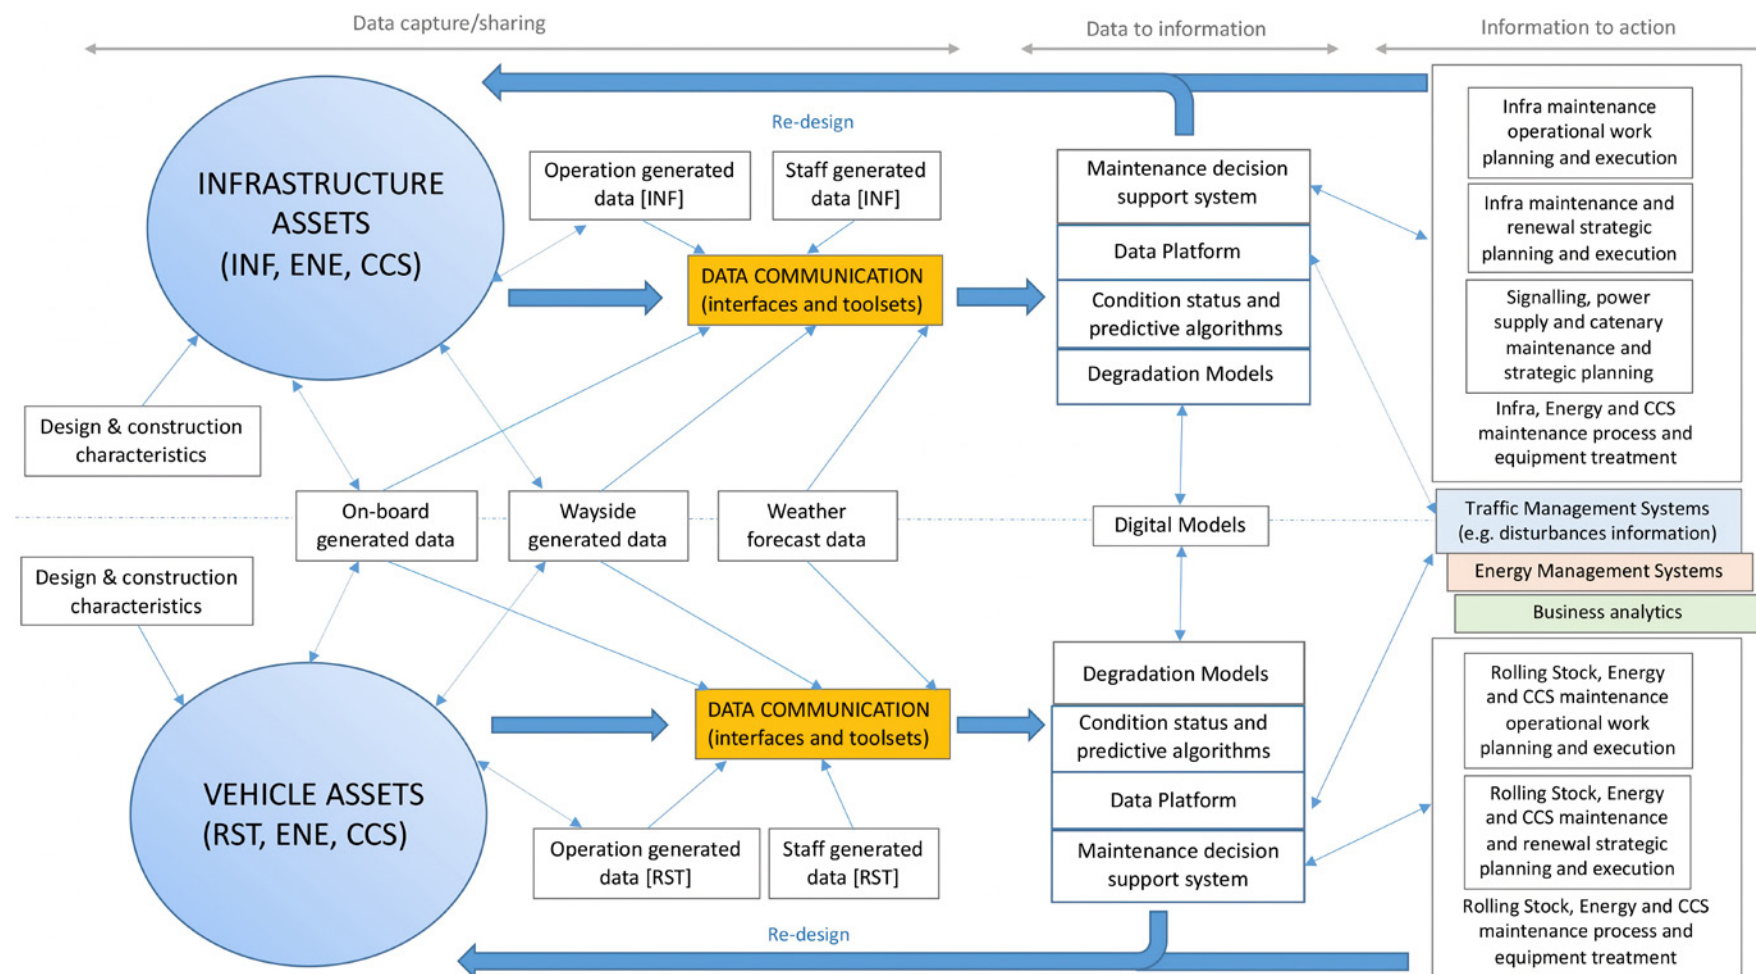 Data capture/sharing
Data to information
Information to action
Re-design
INFRASTRUCTURE
ASSETS
(INF, ENE, CCS)
Operation generated
data [INF]
Staff generated
data [INF]
DATA COMMUNICATION
(interfaces and toolsets)
Maintenance decision
support system
Data Platform
Condition status and
predictive algorithms
Degradation Models
Infra maintenance
operational work
planning and execution
Infra maintenance and
renewal strategic
planning and execution
Signalling, power
supply and catenary
maintenance and
strategic planning
Infra, Energy and CCS
maintenance process and
equipment treatment
Design & construction
characteristics
On-board
generated data
Wayside
generated data
Weather
forecast data
Digital Models
Traffic Management Systems
(e.g. disturbances information)
Energy Management Systems
Business analytics
Design & construction
characteristics
VEHICLE ASSETS
(RST, ENE, CCS)
DATA COMMUNICATION
(interfaces and toolsets)
Operation generated
data [RST]
Staff generated
data [RST]
Degradation Models
Condition status and
predictive algorithms
Data Platform
Maintenance decision
support system
Rolling Stock, Energy
and CCS maintenance
operational work
planning and execution
Rolling Stock, Energy
and CCS maintenance
and renewal strategic
planning and execution
Rolling Stock, Energy and CCS
maintenance process and
equipment treatment
Re-design